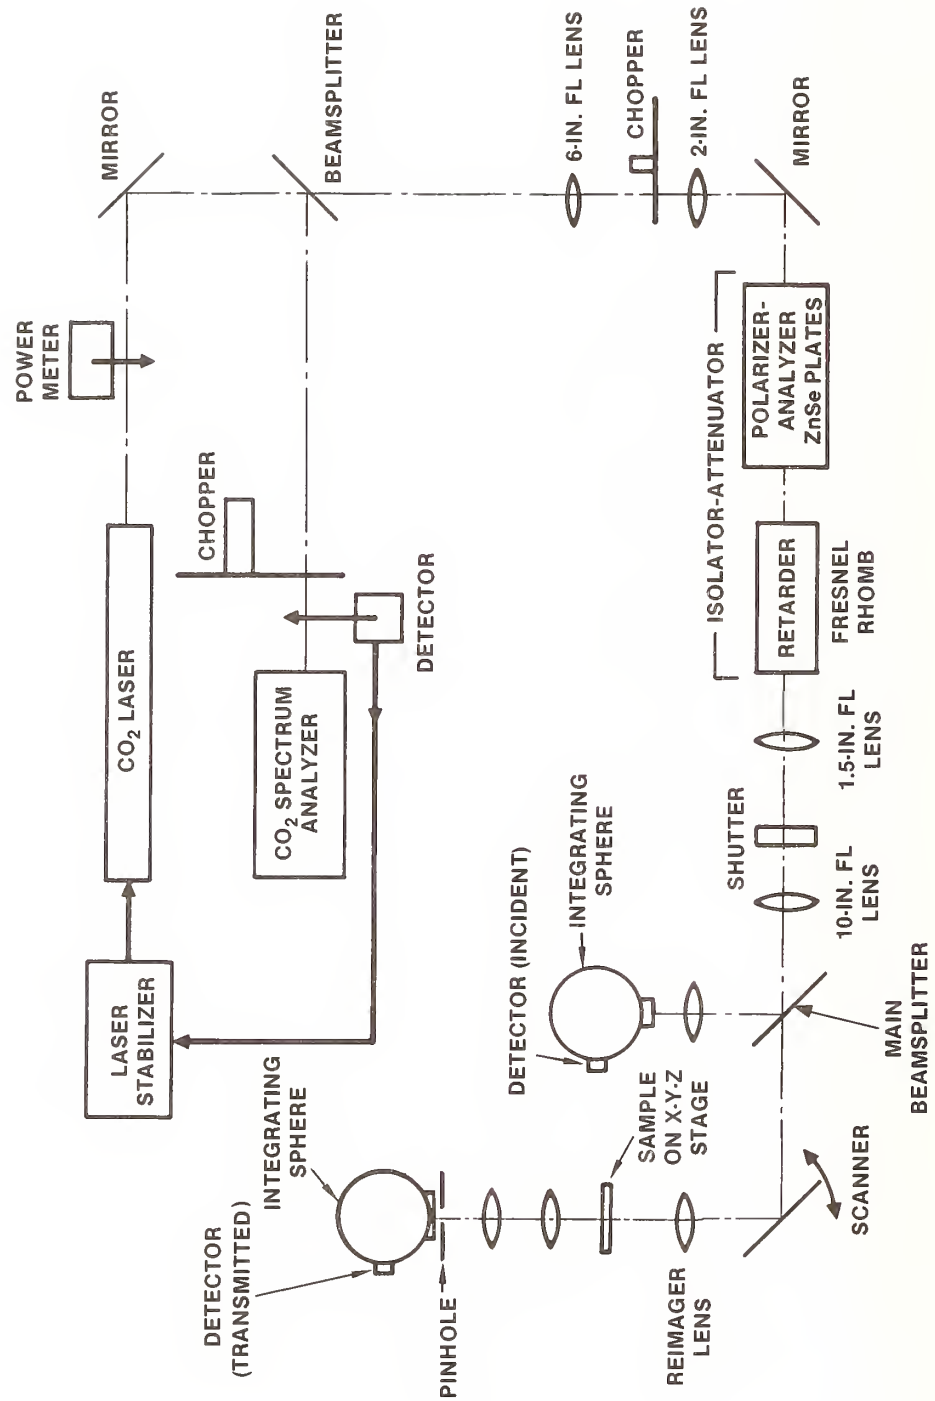 POWER
METER
MIRROR
CO2 LASER
LASER
STABILIZER
BEAMSPLITTER
CHOPPER
CO2 SPECTRUM
ANALYZER
DETECTOR
6-IN. FL LENS
CHOPPER
2-IN. FL LENS
MIRROR
ISOLATOR-ATTENUATOR
POLARIZER-
ANALYZER
ZnSe PLATES
RETARDER
FRESNEL
RHOMB
1.5-IN. FL
LENS
SHUTTER
10-IN. FL
LENS
INTEGRATING
SPHERE
DETECTOR (INCIDENT)
MAIN
BEAMSPLITTER
SCANNER
REIMAGER
LENS
SAMPLE
ON X-Y-Z
STAGE
INTEGRATING
SPHERE
DETECTOR
(TRANSMITTED)
PINHOLE